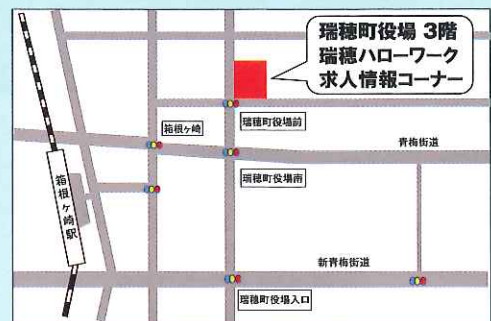 瑞穂町役場 3階
瑞穂ハローワーク
求人情報コーナー
箱根ヶ崎
瑞穂町役場前
青梅街道
瑞穂町役場南
箱根ヶ崎駅
新青梅街道
瑞穂町役場入口